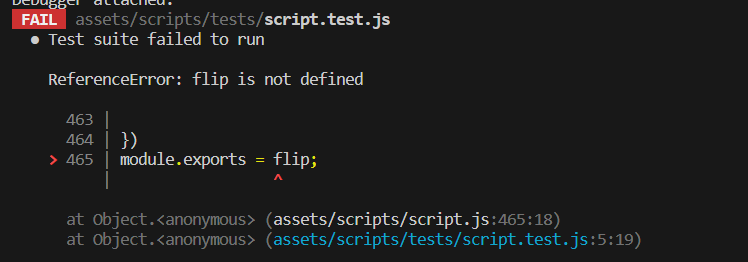 Debugger attached.
FAIL assets/scripts/tests/script.test.js
● Test suite failed to run
ReferenceError: flip is not defined
463 |
464 | })
> 465 | module.exports = flip;
| ^
at Object.<anonymous> (assets/scripts/script.js:465:18)
at Object.<anonymous> (assets/scripts/tests/script.test.js:5:19)